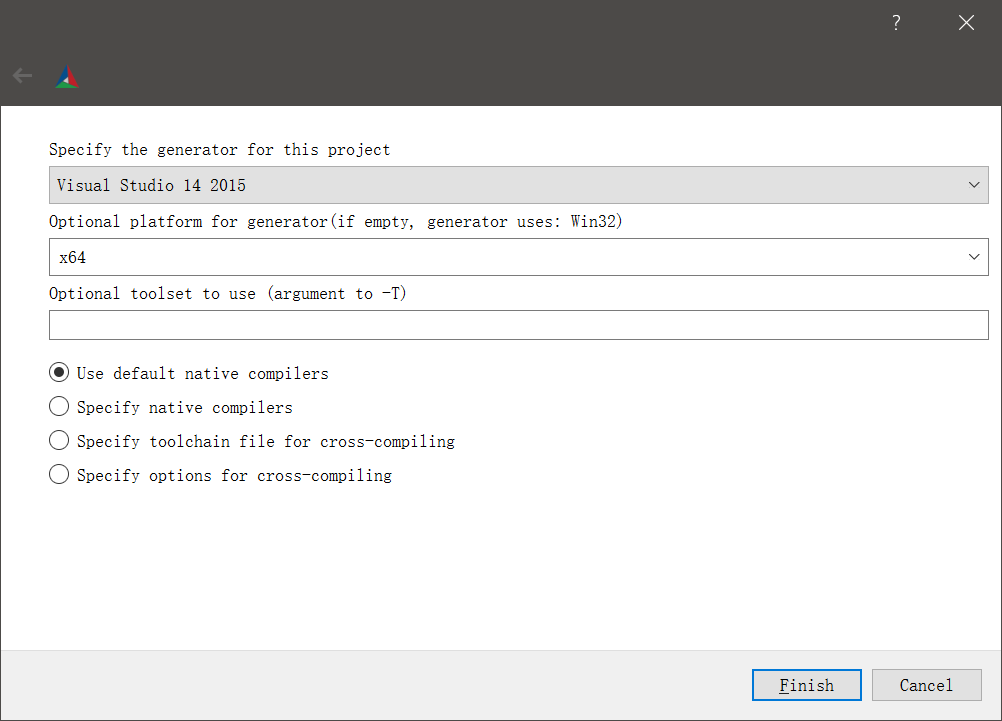 Specify the generator for this project
Visual Studio 14 2015
Optional platform for generator(if empty, generator uses: Win32)
x64
Optional toolset to use (argument to -T)
Use default native compilers
Specify native compilers
Specify toolchain file for cross-compiling
Specify options for cross-compiling
Finish
Cancel